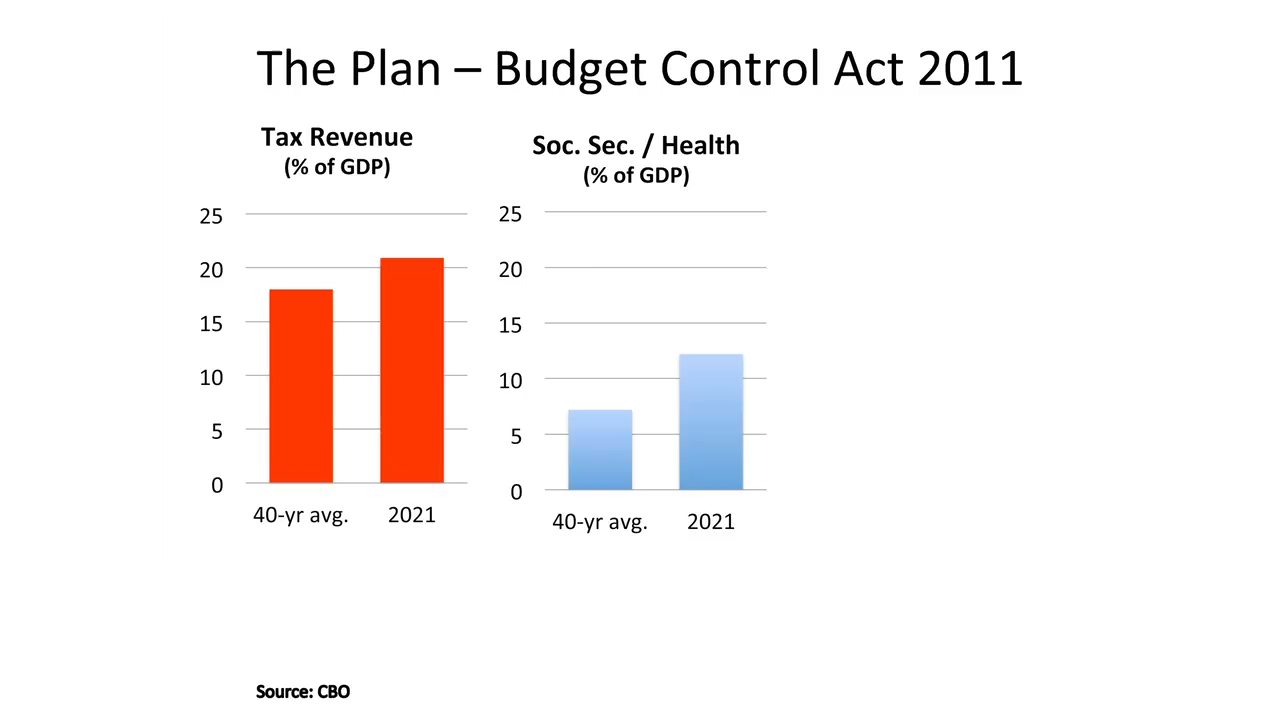 The Plan – Budget Control Act 2011
Tax Revenue
(% of GDP)
25
20
15
10
5
0
40-yr avg.
2021
Soc. Sec. / Health
(% of GDP)
25
20
15
10
5
0
40-yr avg.
2021
Source: CBO